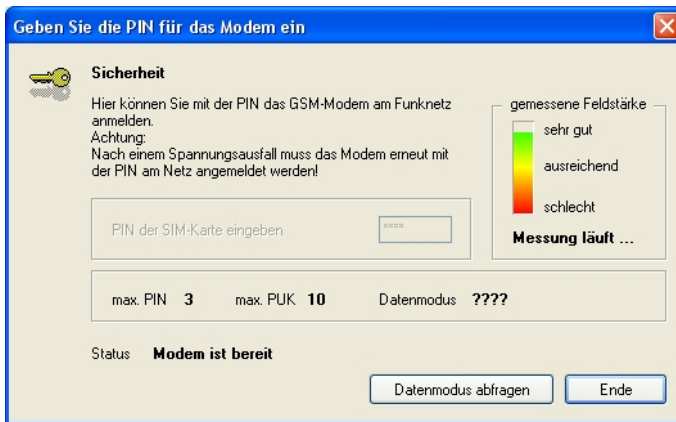 Geben Sie die PIN für das Modem ein
Sicherheit
Hier können Sie mit der PIN das GSM-Modem am Funknetz
anmelden.
Achtung:
Nach einem Spannungsausfall muss das Modem erneut mit
der PIN am Netz angemeldet werden!
gemessene Feldstärke
sehr gut
ausreichend
schlecht
Messung läuft ...
PIN der SIM-Karte eingeben
××××
max. PIN 3 max. PUK 10 Datenmodus ????
Status Modem ist bereit
Datenmodus abfragen Ende